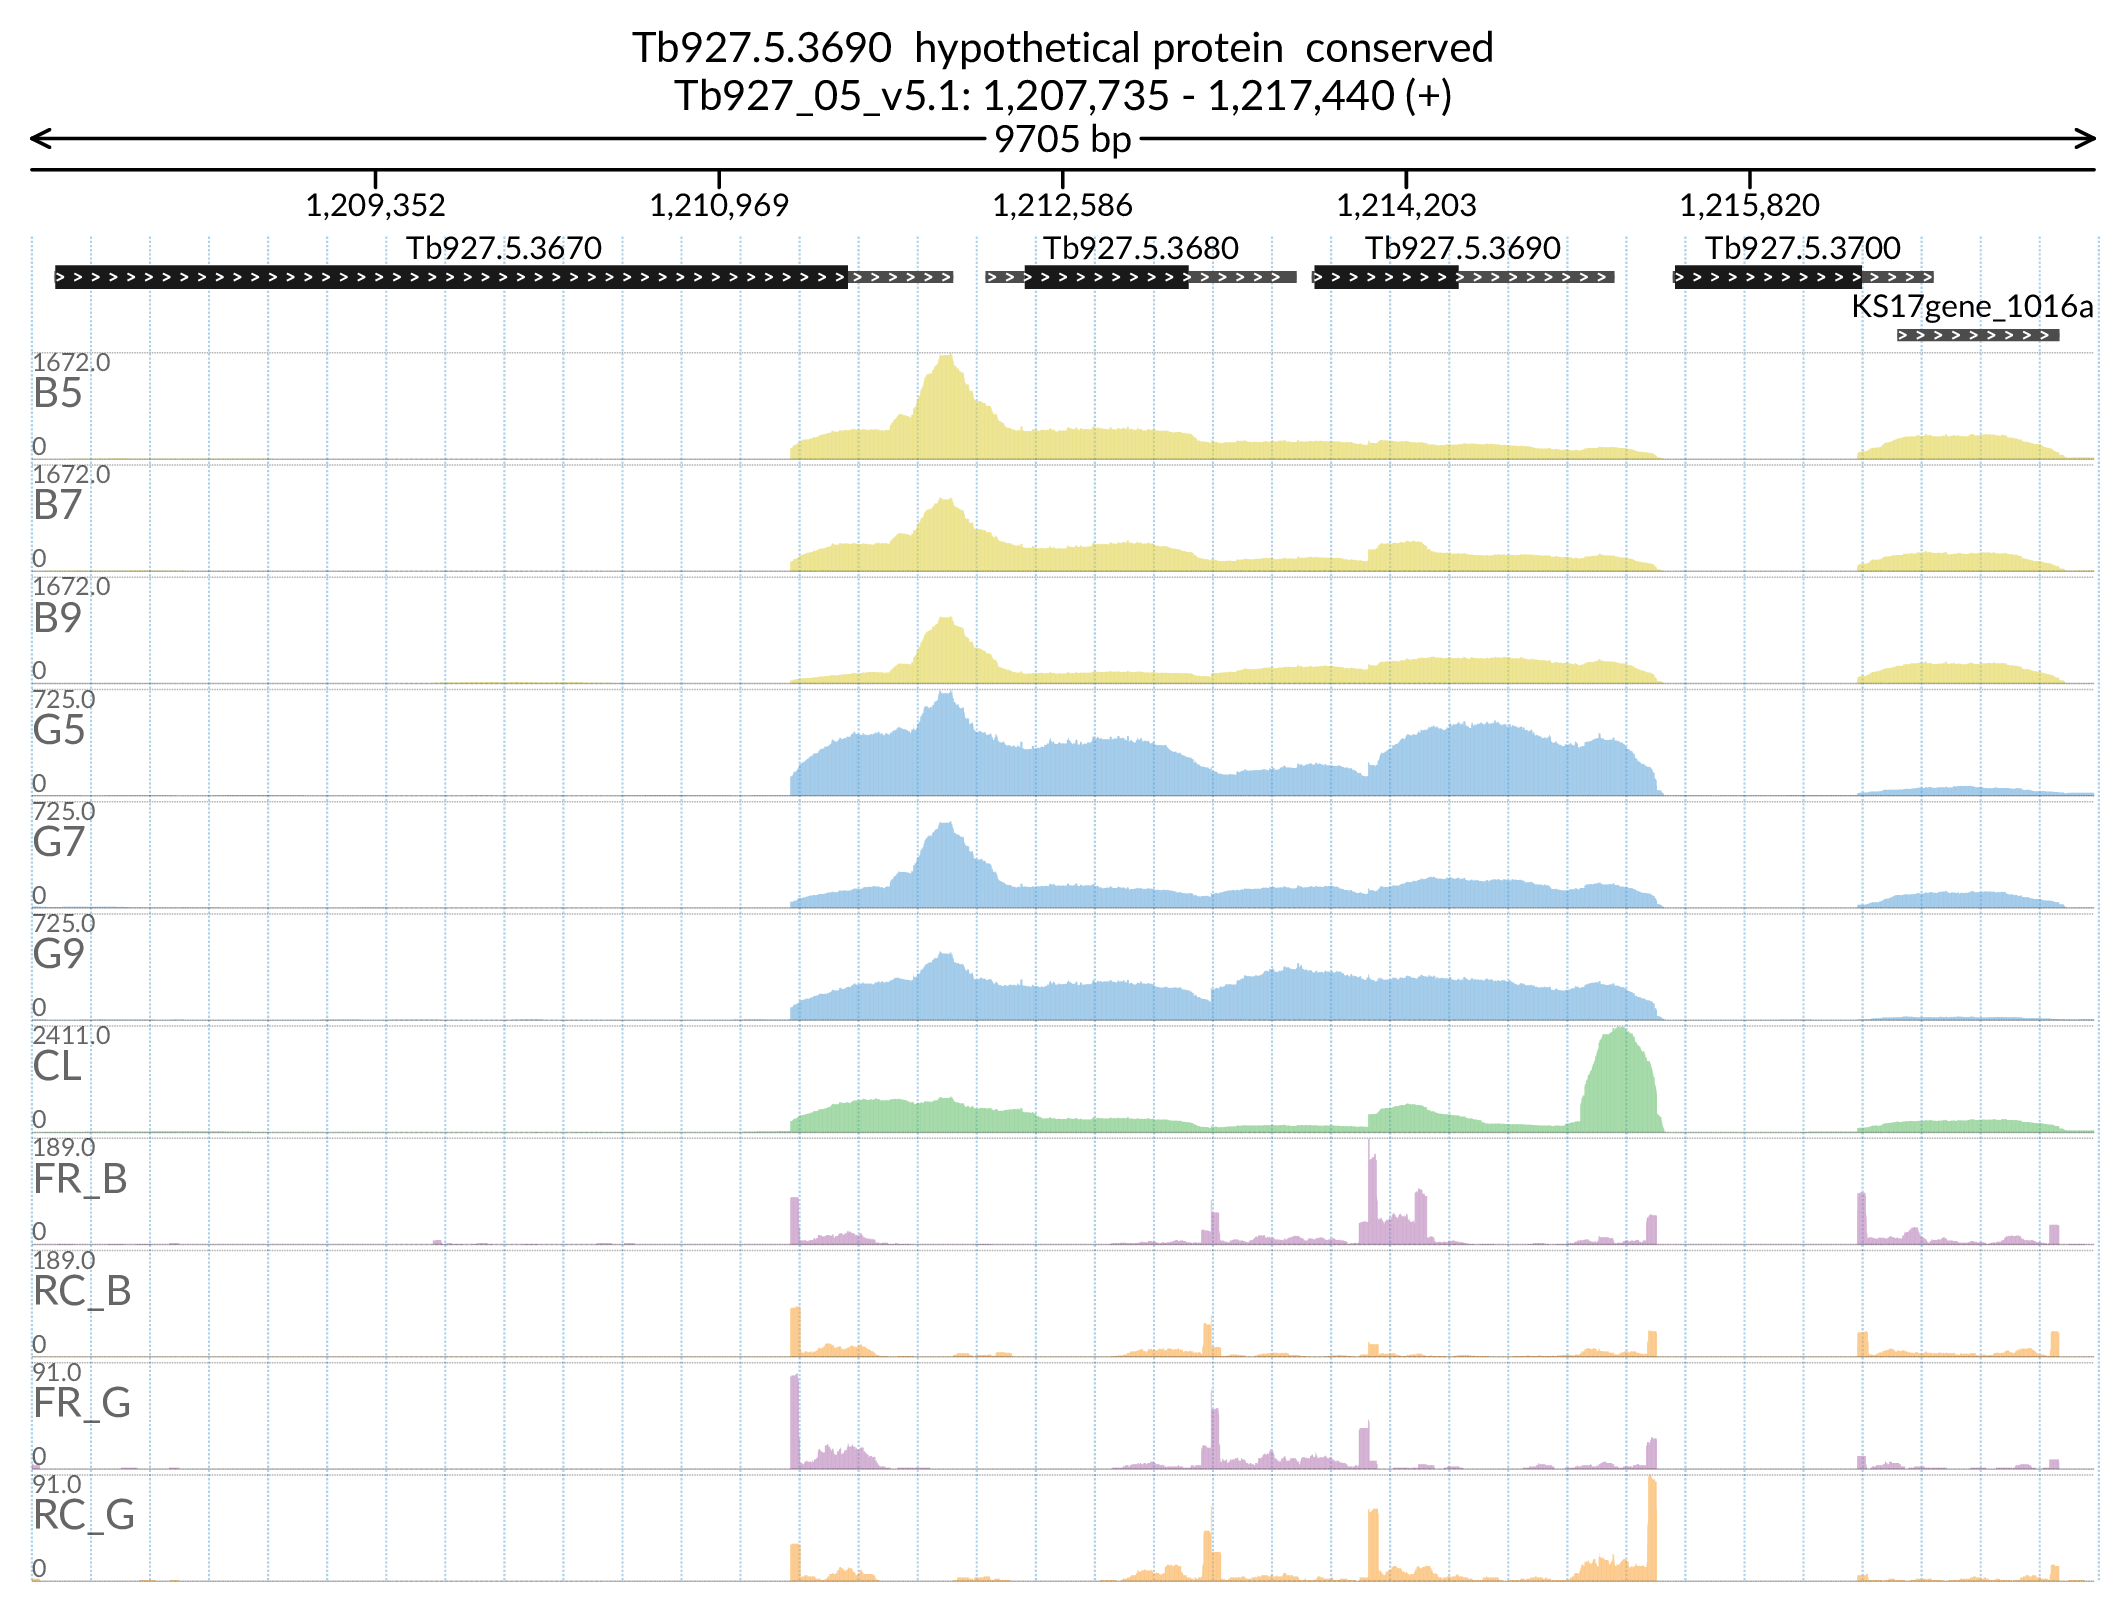 Tb927.5.3690  hypothetical protein  conserved
Tb927_05_v5.1: 1,207,735 - 1,217,440 (+)
9705 bp
1,209,352 1,210,969 1,212,586 1,214,203 1,215,820
Tb927.5.3670 Tb927.5.3680 Tb927.5.3690 Tb927.5.3700
KS17gene_1016a
1672.0
B5
0
1672.0
B7
0
1672.0
B9
0
725.0
G5
0
725.0
G7
0
725.0
G9
0
2411.0
CL
0
189.0
FR_B
0
189.0
RC_B
0
91.0
FR_G
0
91.0
RC_G
0